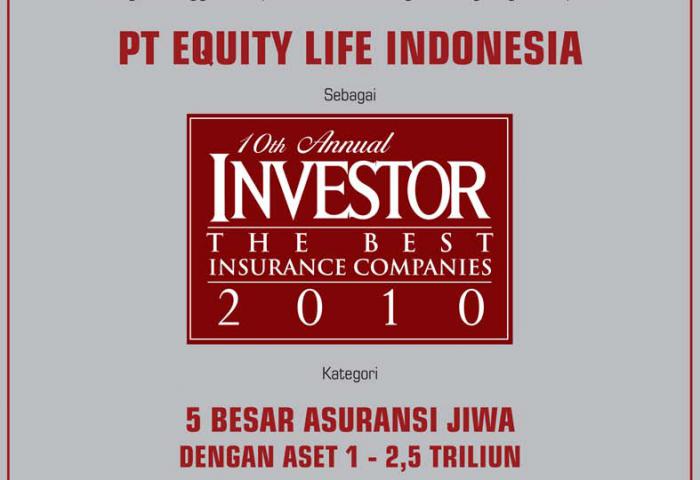 PT EQUITY LIFE INDONESIA
Sebagai
10th Annual
INVESTOR
THE BEST
INSURANCE COMPANIES
2010
Kategori
5 BESAR ASURANSI JIWA
DENGAN ASET 1 - 2,5 TRILIUN